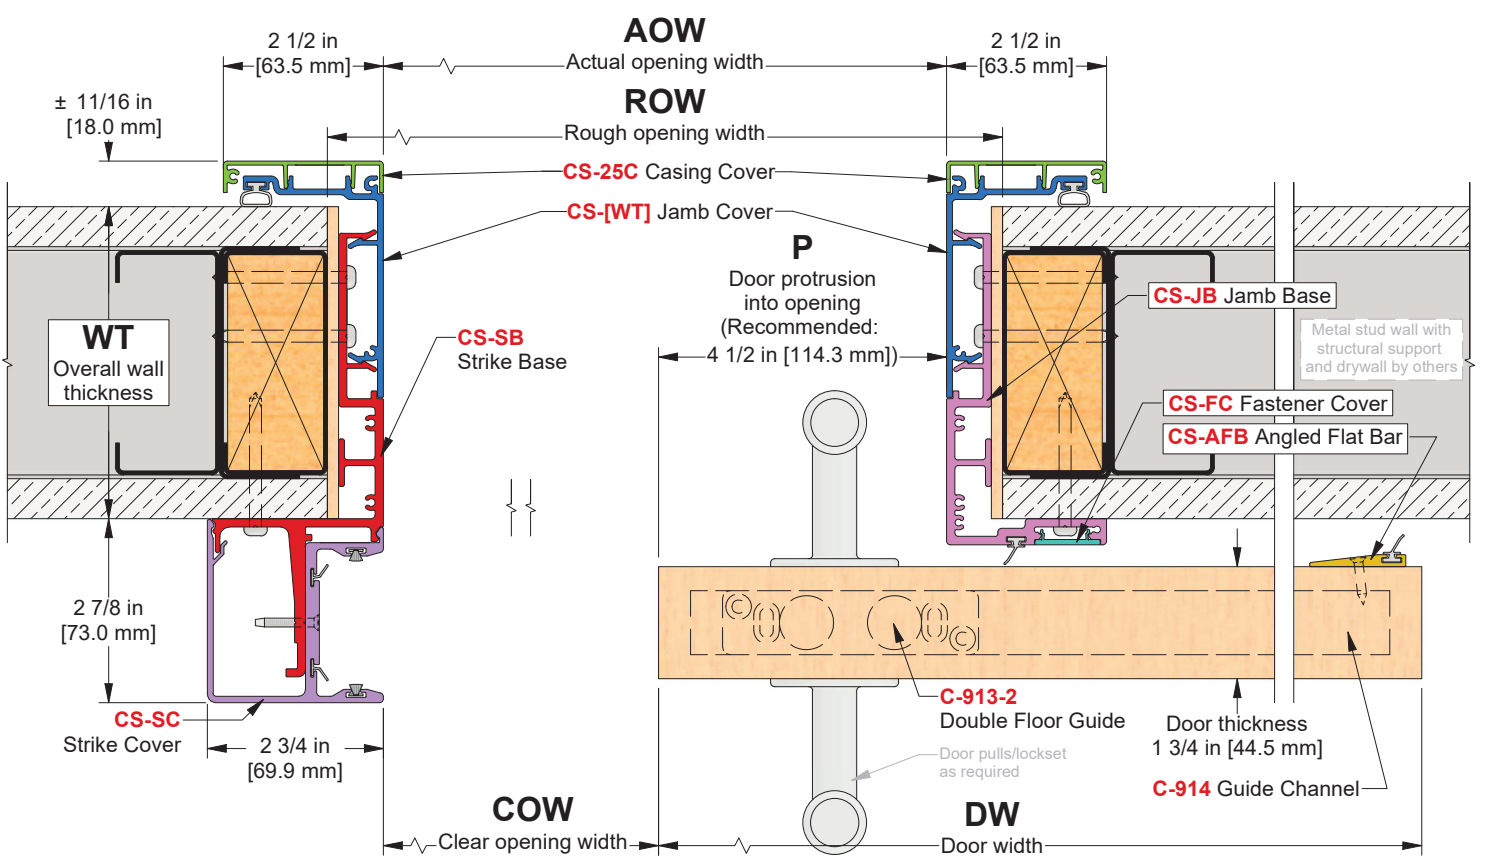 AOW
Actual opening width
2 1/2 in
[63.5 mm]
2 1/2 in
[63.5 mm]
± 11/16 in
[18.0 mm]
ROW
Rough opening width
CS-25C Casing Cover
CS-[WT] Jamb Cover
P
Door protrusion
into opening
(Recommended:
4 1/2 in [114.3 mm])
CS-JB Jamb Base
WT
Overall wall
thickness
CS-SB
Strike Base
Metal stud wall with
structural support
and drywall by others
CS-FC Fastener Cover
CS-AFB Angled Flat Bar
2 7/8 in
[73.0 mm]
CS-SC
Strike Cover
2 3/4 in
[69.9 mm]
C-913-2
Double Floor Guide
Door pulls/lockset
as required
Door thickness
1 3/4 in [44.5 mm]
C-914 Guide Channel
COW
Clear opening width
DW
Door width